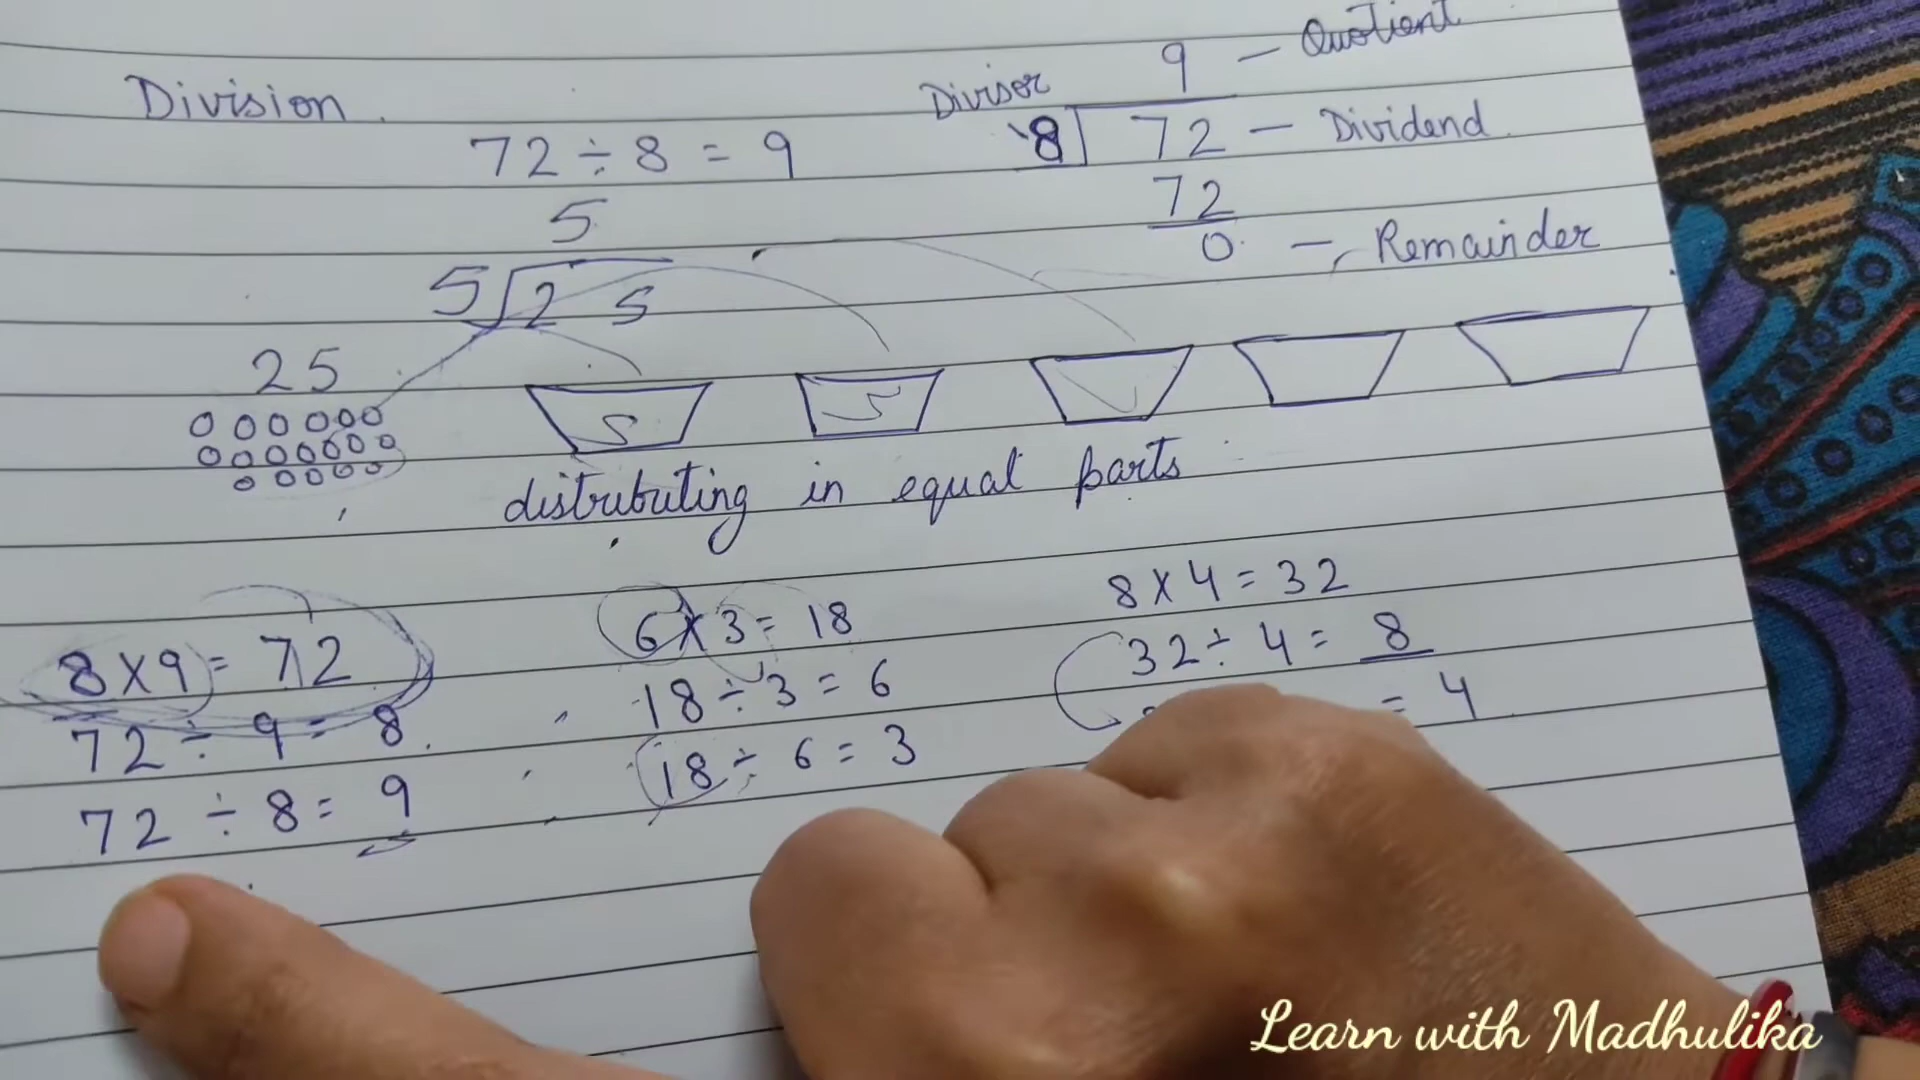 Division
72 ÷ 8 = 9
Divisor 9 — Quotient
8 72 — Dividend
72
0 — Remainder
5
5 2 5
25
5 5
distributing in equal parts
8 x 9 = 72
72 ÷ 9 = 8
72 ÷ 8 = 9
6 x 3 = 18
18 ÷ 3 = 6
18 ÷ 6 = 3
8 x 4 = 32
32 ÷ 4 = 8
= 4
Learn with Madhulika